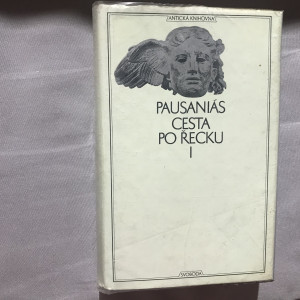 ANTICKÁ KNIHOVNA
PAUSANIÁS
CESTA
PO ŘECKU
I
SVOBODA